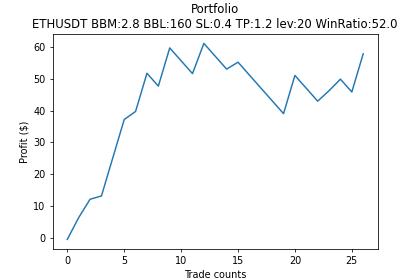 Portfolio
ETHUSDT BBM:2.8 BBL:160 SL:0.4 TP:1.2 lev:20 WinRatio:52.0
60
50
40
30
20
10
0
Profit ($)
0 5 10 15 20 25
Trade counts